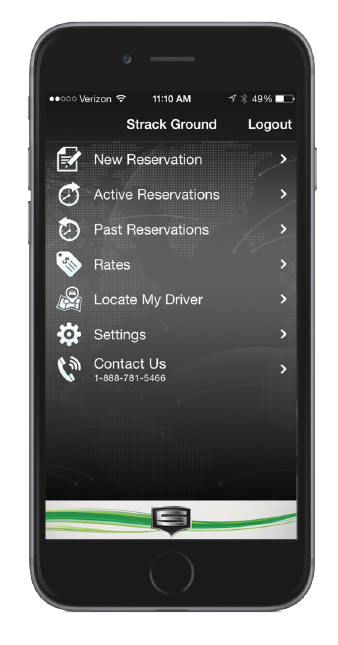 Verizon 11:10 AM 49%
Strack Ground Logout
New Reservation
Active Reservations
Past Reservations
Rates
Locate My Driver
Settings
Contact Us
1-888-781-5466
S